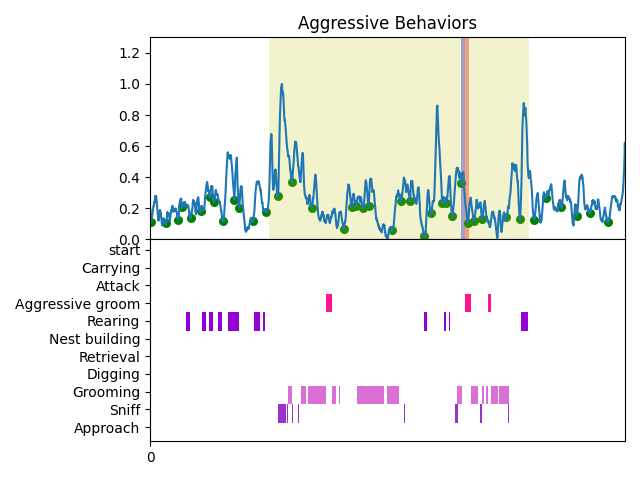 Aggressive Behaviors
1.2
1.0
0.8
0.6
0.4
0.2
0.0
start
Carrying
Attack
Aggressive groom
Rearing
Nest building
Retrieval
Digging
Grooming
Sniff
Approach
0